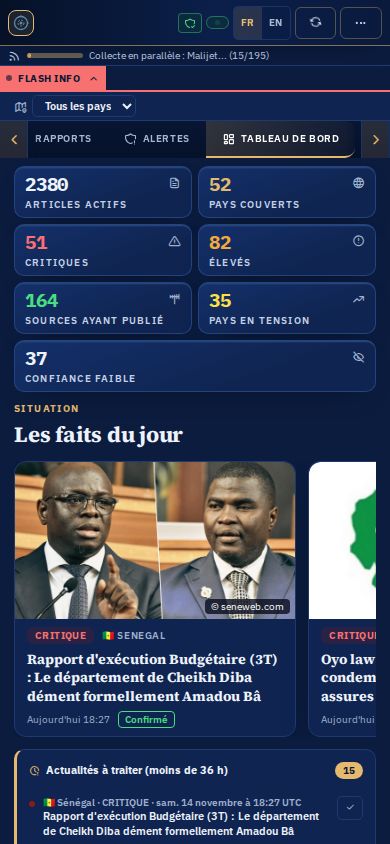 FR
EN
Collecte en parallèle : Malijet... (15/195)
FLASH INFO
Tous les pays
RAPPORTS
ALERTES
TABLEAU DE BORD
2380
ARTICLES ACTIFS
52
PAYS COUVERTS
51
CRITIQUES
82
ÉLEVÉS
164
SOURCES AYANT PUBLIÉ
35
PAYS EN TENSION
37
CONFIANCE FAIBLE
SITUATION
Les faits du jour
© seneweb.com
CRITIQUE
SENEGAL
Rapport d'exécution Budgétaire (3T)
: Le département de Cheikh Diba
dément formellement Amadou Bâ
Aujourd'hui 18:27
Confirmé
CRITIQU
Oyo law
condem
assures
Aujourd'hui
Actualités à traiter (moins de 36 h)
15
Sénégal · CRITIQUE · sam. 14 novembre à 18:27 UTC
Rapport d'exécution Budgétaire (3T) : Le département
de Cheikh Diba dément formellement Amadou Bâ